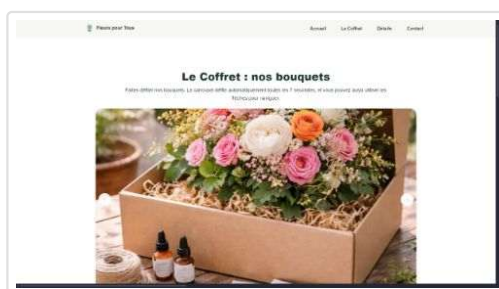 Fleurs pour Tous
Accueil Le Coffret Détails Contact
Le Coffret : nos bouquets
Faites défiler nos bouquets. Le carrousel défile automatiquement toutes les 7 secondes, et vous pouvez aussi utiliser les
flèches pour naviguer.